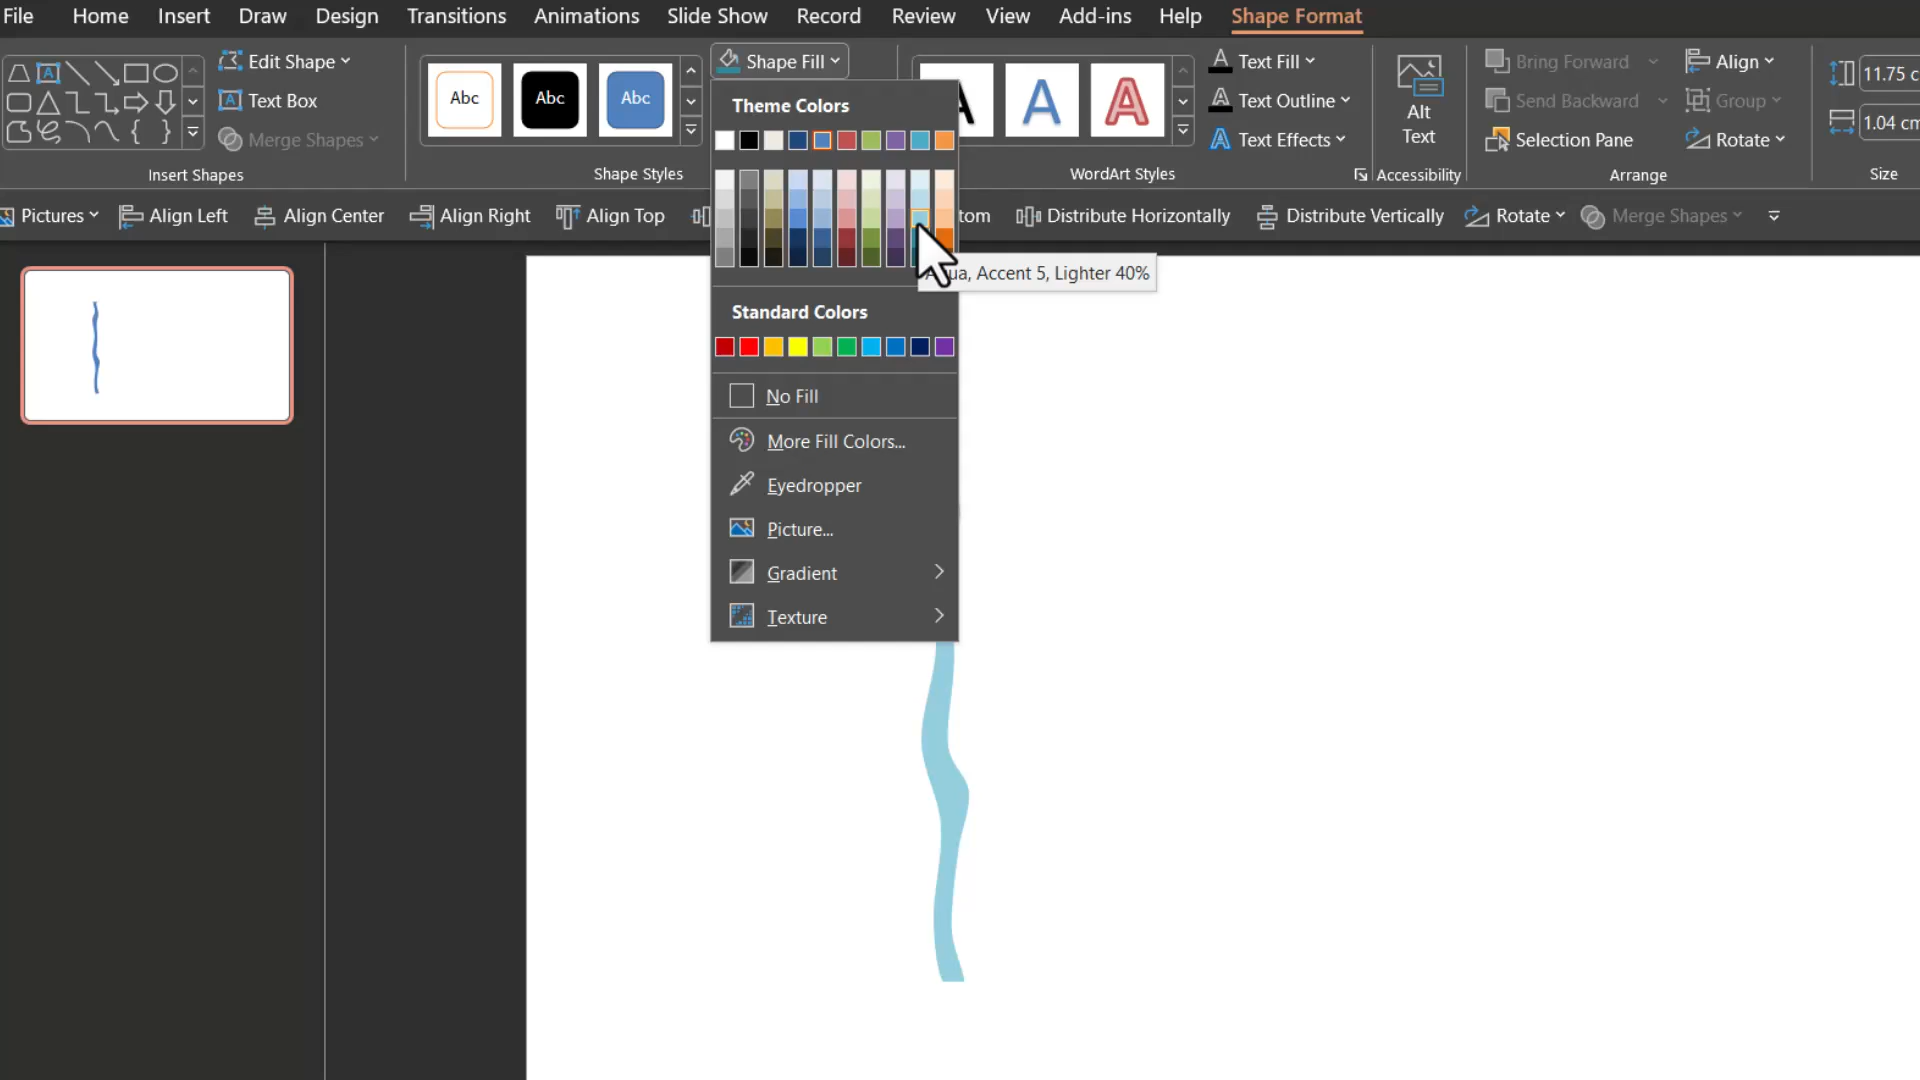 File Home Insert Draw Design Transitions Animations Slide Show Record Review View Add-ins Help Shape Format
Edit Shape
Text Box
Merge Shapes
Insert Shapes
Abc Abc Abc
Shape Styles
Shape Fill
Theme Colors
Standard Colors
No Fill
More Fill Colors...
Eyedropper
Picture...
Gradient
Texture
A A A
WordArt Styles
Text Fill
Text Outline
Text Effects
Alt
Text
Accessibility
Bring Forward
Send Backward
Selection Pane
Align
Group
Rotate
Arrange
11.75 c
1.04 cm
Size
Pictures Align Left Align Center Align Right Align Top tom Distribute Horizontally Distribute Vertically Rotate Merge Shapes
ua, Accent 5, Lighter 40%